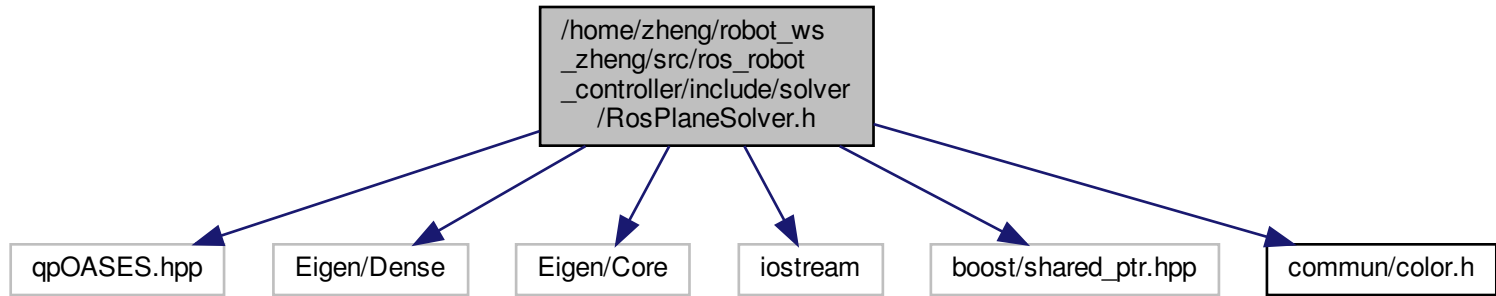 /home/zheng/robot_ws
_zheng/src/ros_robot
_controller/include/solver
/RosPlaneSolver.h
qpOASES.hpp
Eigen/Dense
Eigen/Core
iostream
boost/shared_ptr.hpp
commun/color.h